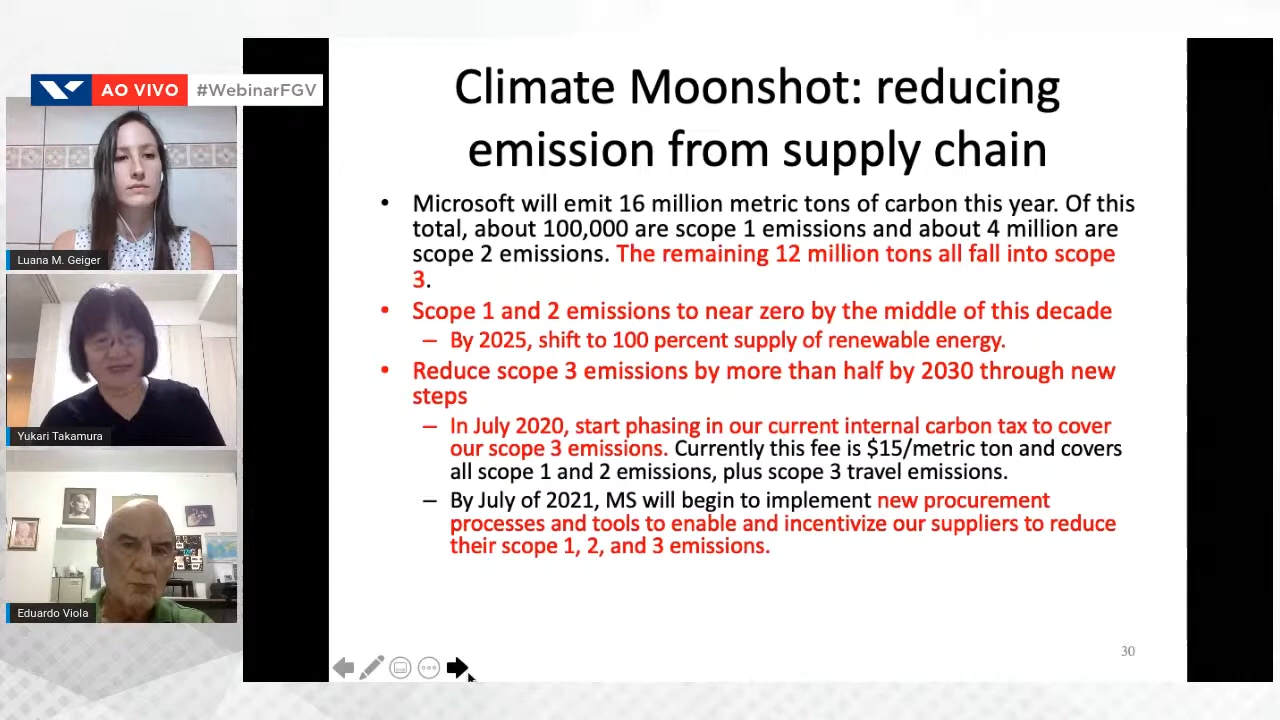 AO VIVO #WebinarFGV
Luana M. Geiger
Yukari Takamura
Eduardo Viola
Climate Moonshot: reducing
emission from supply chain
• Microsoft will emit 16 million metric tons of carbon this year. Of this
total, about 100,000 are scope 1 emissions and about 4 million are
scope 2 emissions. The remaining 12 million tons all fall into scope
3.
• Scope 1 and 2 emissions to near zero by the middle of this decade
– By 2025, shift to 100 percent supply of renewable energy.
• Reduce scope 3 emissions by more than half by 2030 through new
steps
– In July 2020, start phasing in our current internal carbon tax to cover
our scope 3 emissions. Currently this fee is $15/metric ton and covers
all scope 1 and 2 emissions, plus scope 3 travel emissions.
– By July of 2021, MS will begin to implement new procurement
processes and tools to enable and incentivize our suppliers to reduce
their scope 1, 2, and 3 emissions.
30